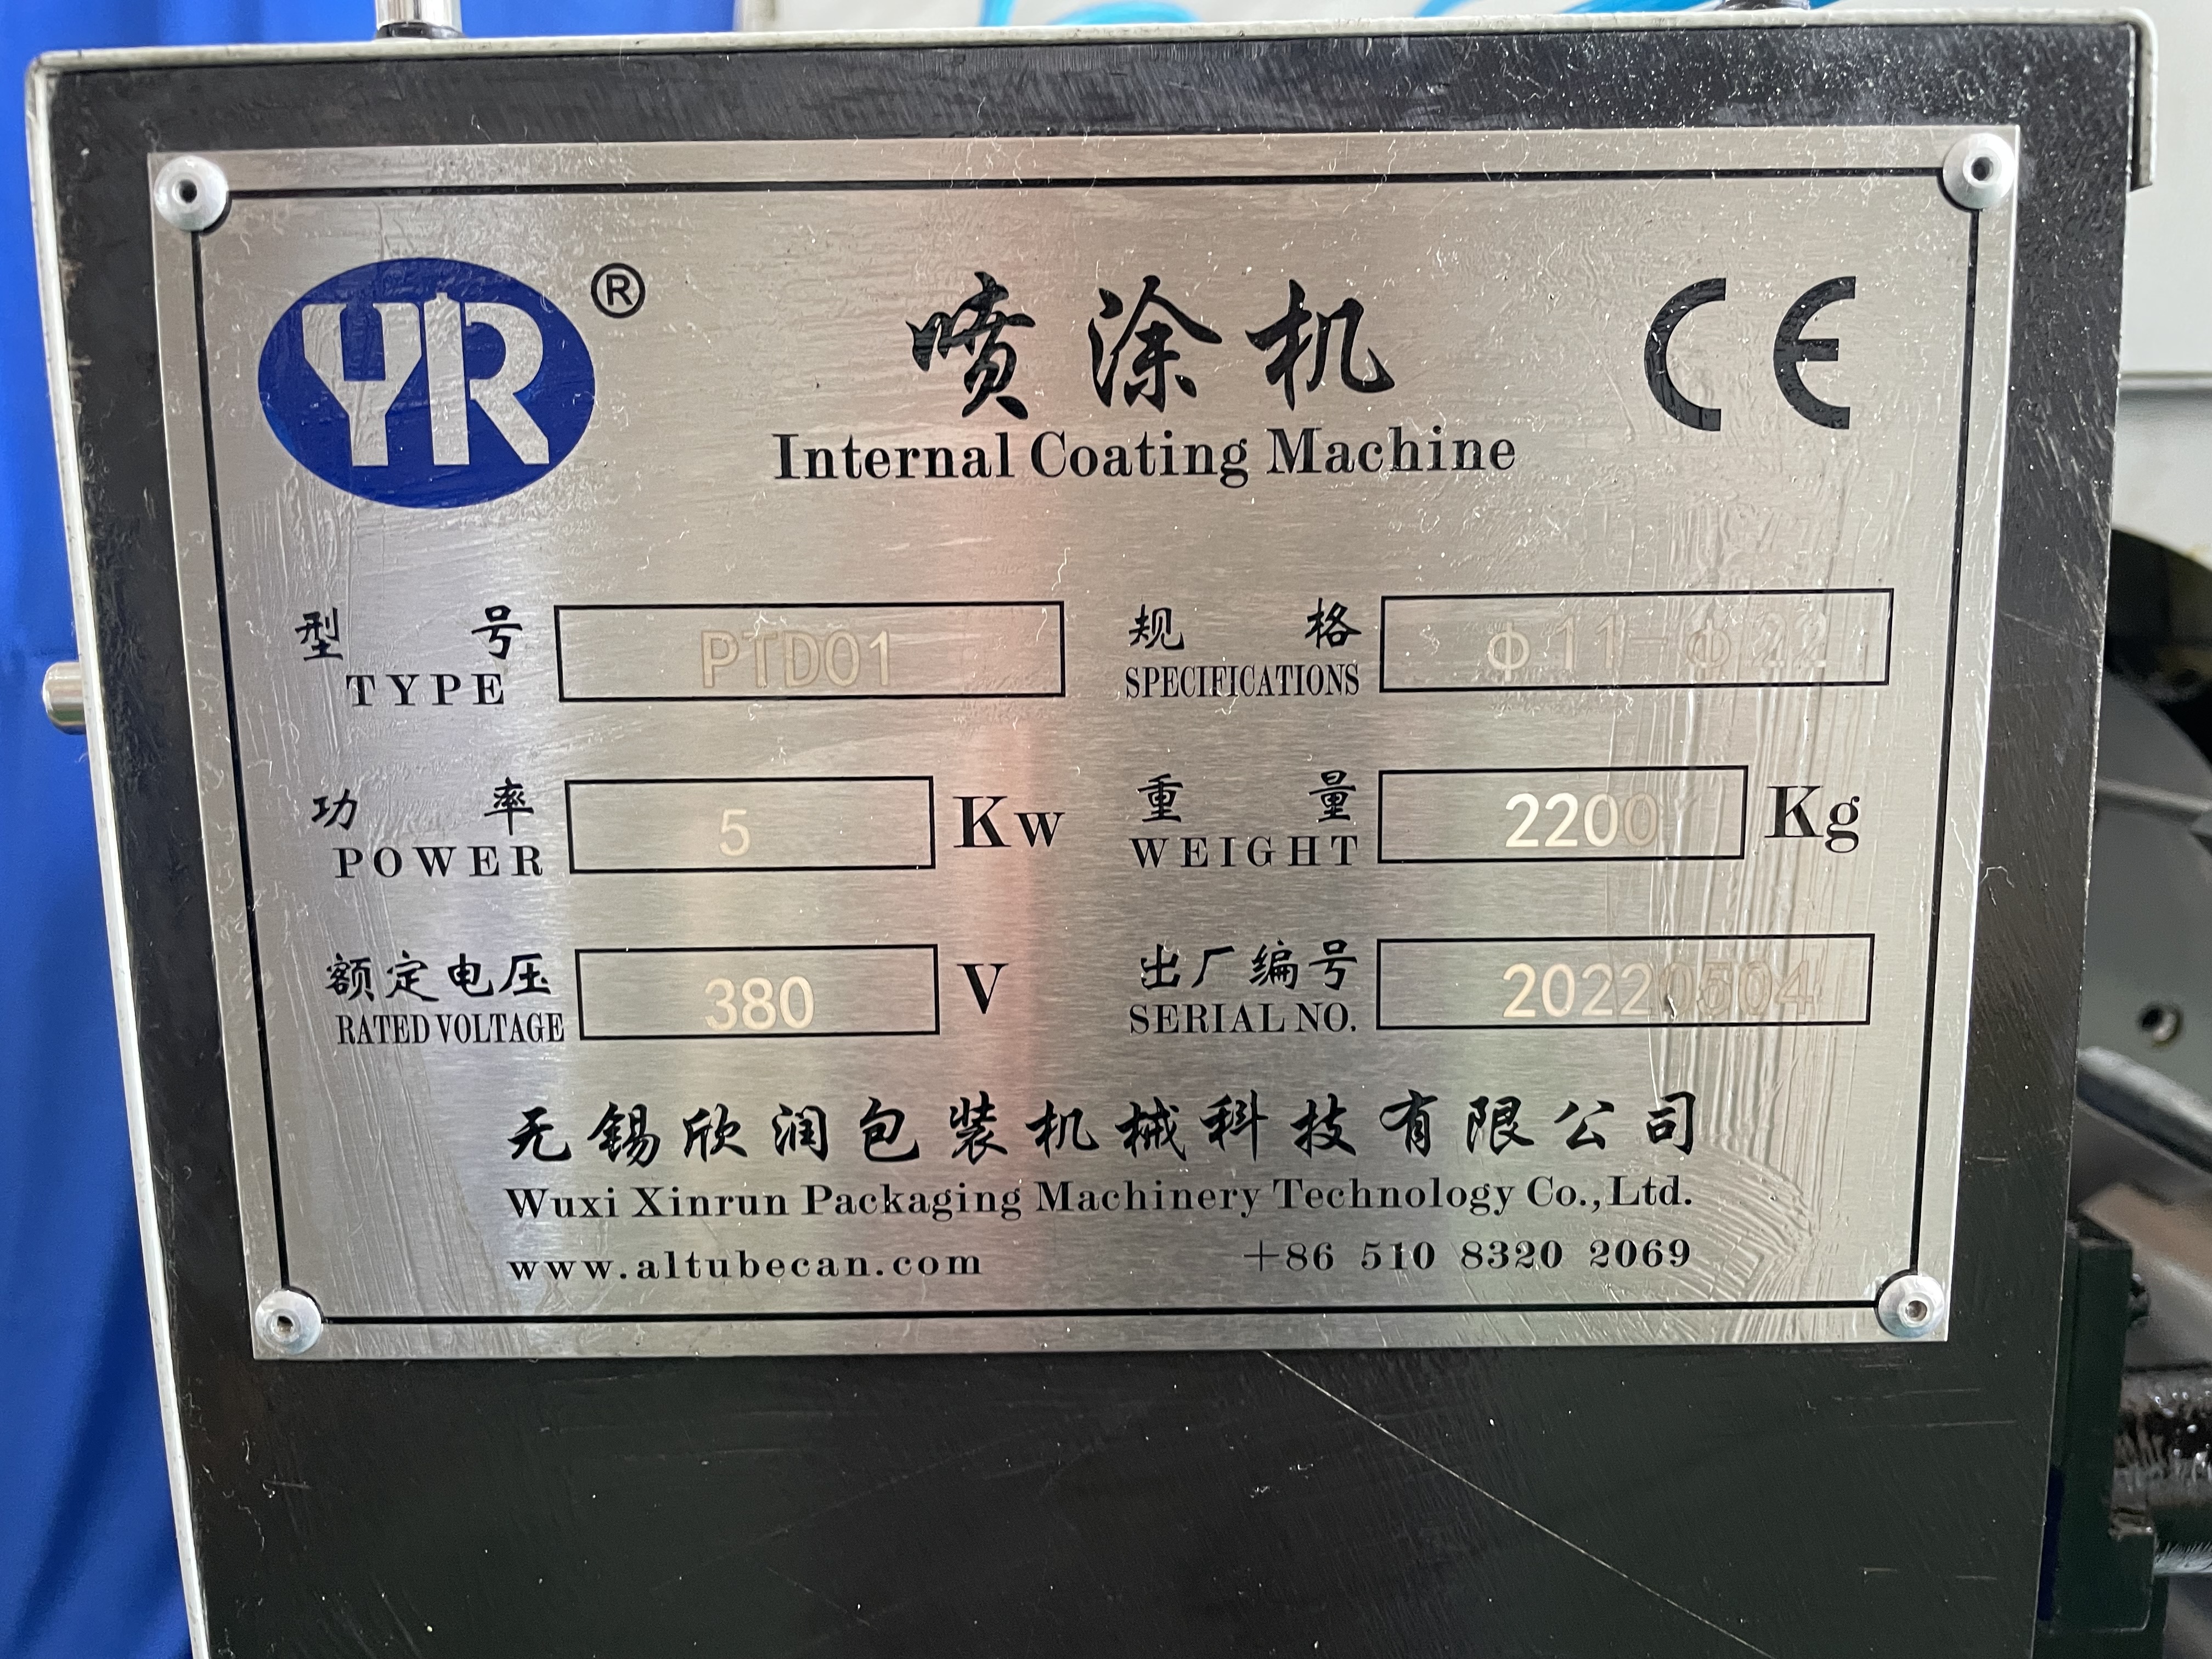 YR ®
喷涂机
CE
Internal Coating Machine
型号 PTD01 规格 φ11-φ22
TYPE SPECIFICATIONS
功率 5 Kw 重量 2200 Kg
POWER WEIGHT
额定电压 380 V 出厂编号 20220504
RATED VOLTAGE SERIAL NO.
无锡欣润包装机械科技有限公司
Wuxi Xinrun Packaging Machinery Technology Co.,Ltd.
www.altubecan.com +86 510 8320 2069